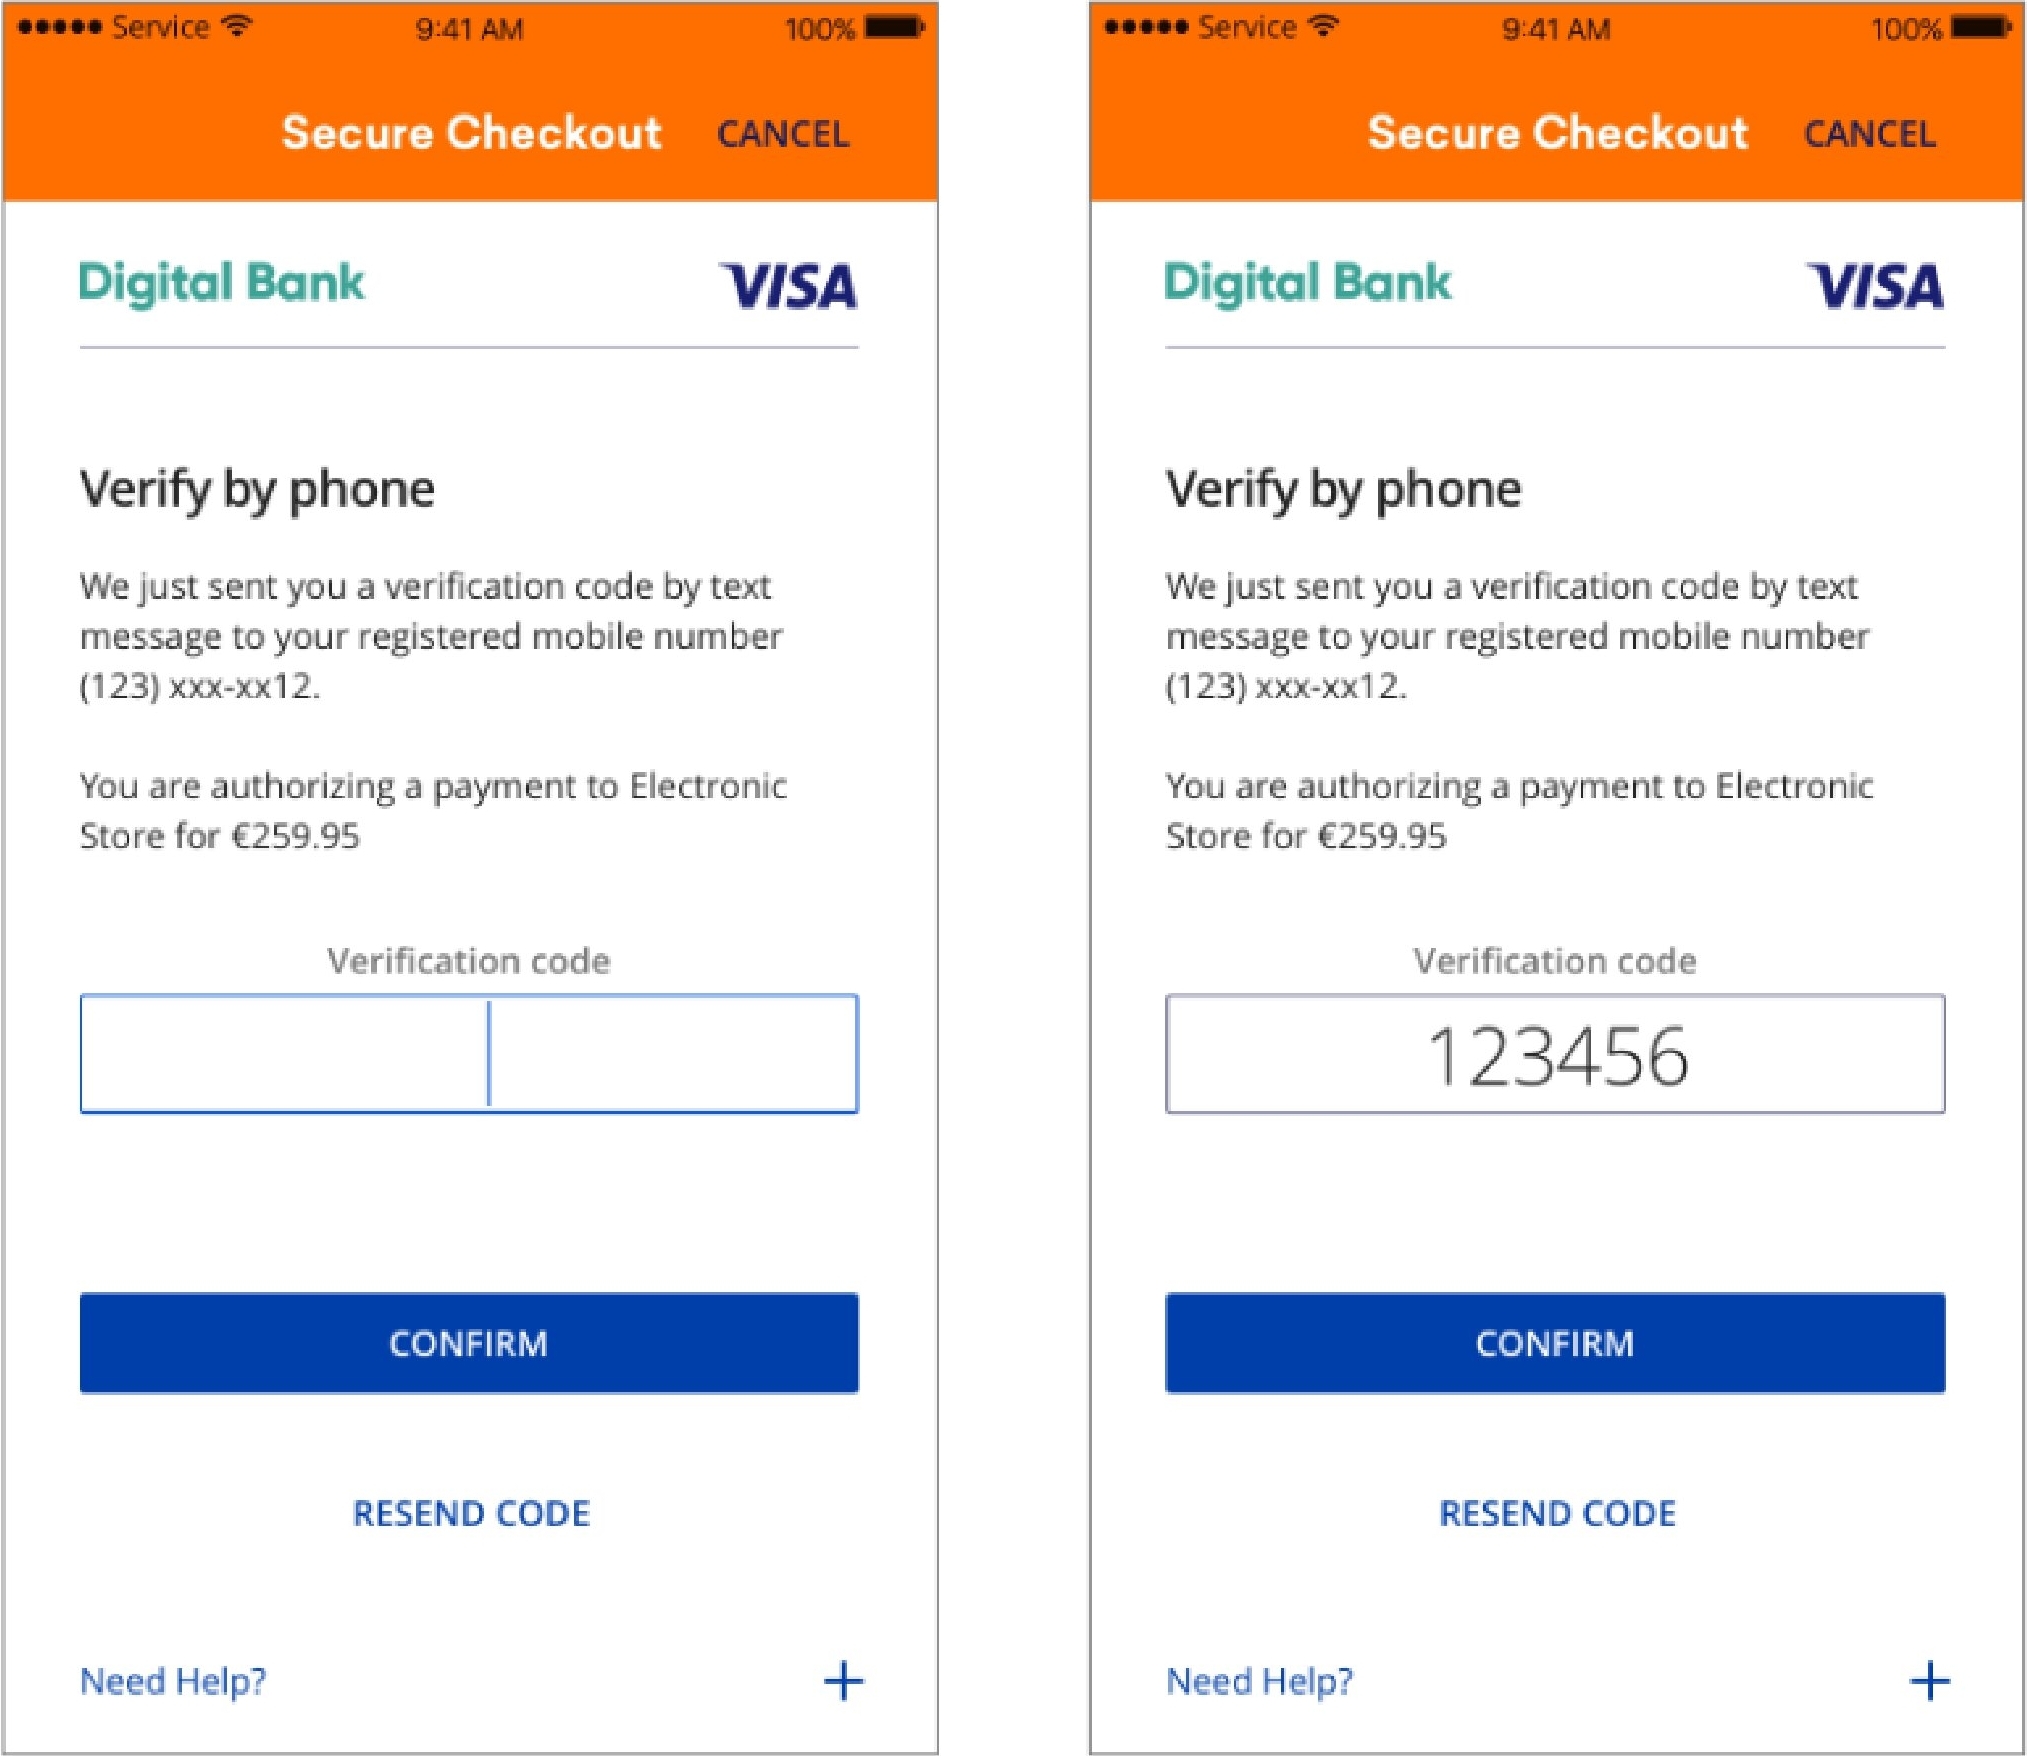 Service 9:41 AM 100%
Secure Checkout CANCEL
Digital Bank VISA
Verify by phone
We just sent you a verification code by text
message to your registered mobile number
(123) xxx-xx12.
You are authorizing a payment to Electronic
Store for €259.95
Verification code
CONFIRM
RESEND CODE
Need Help? +
Service 9:41 AM 100%
Secure Checkout CANCEL
Digital Bank VISA
Verify by phone
We just sent you a verification code by text
message to your registered mobile number
(123) xxx-xx12.
You are authorizing a payment to Electronic
Store for €259.95
Verification code
123456
CONFIRM
RESEND CODE
Need Help? +